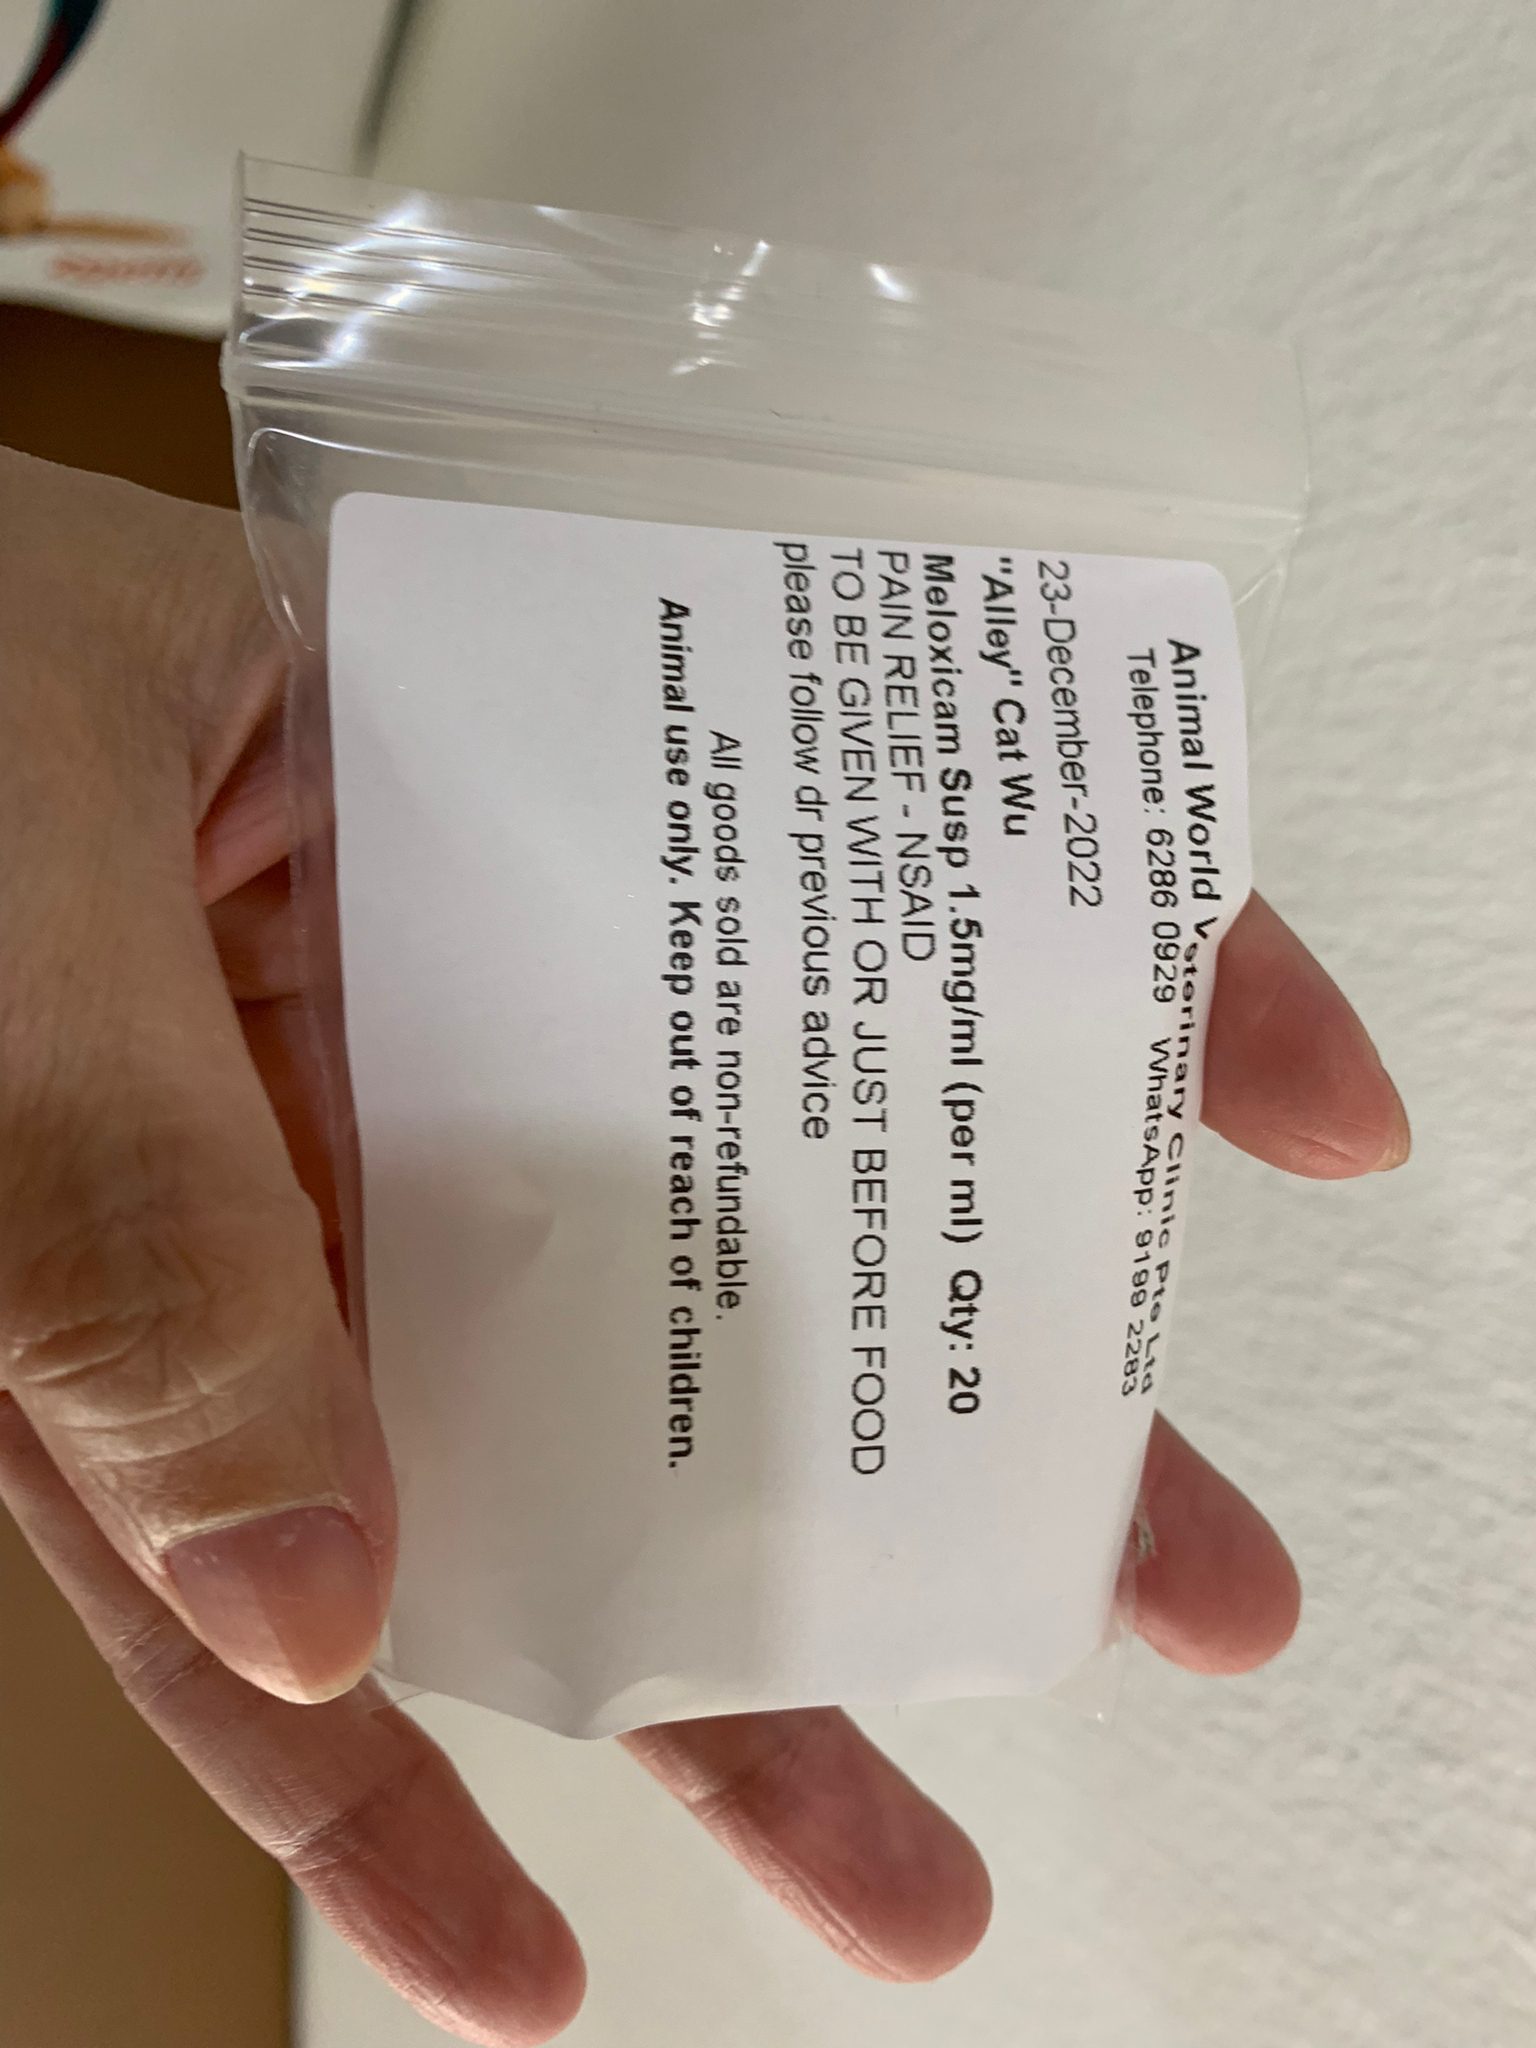 Animal World Veterinary Clinic Pte Ltd
Telephone: 6286 0929 WhatsApp: 9199 2283
23-December-2022
"Alley" Cat Wu
Meloxicam Susp 1.5mg/ml (per ml) Qty: 20
PAIN RELIEF - NSAID
TO BE GIVEN WITH OR JUST BEFORE FOOD
please follow dr previous advice
All goods sold are non-refundable.
Animal use only. Keep out of reach of children.